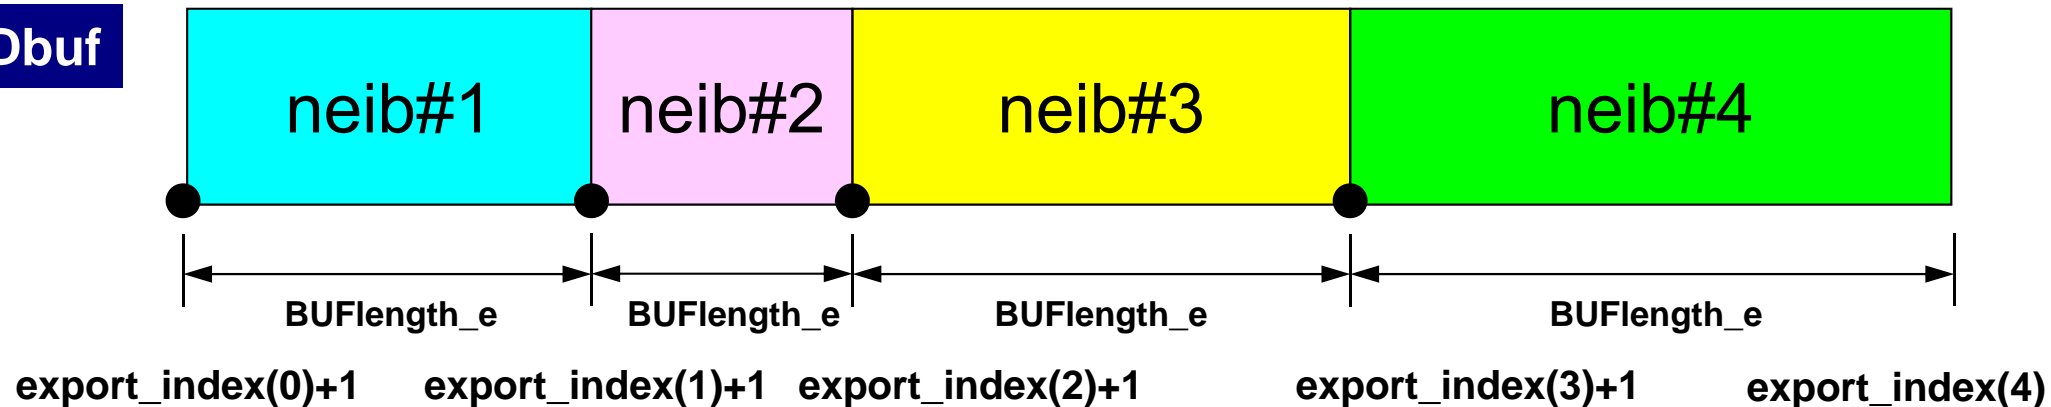 Dbuf
neib#1 neib#2 neib#3 neib#4
BUFlength_e BUFlength_e BUFlength_e BUFlength_e
export_index(0)+1 export_index(1)+1 export_index(2)+1 export_index(3)+1 export_index(4)